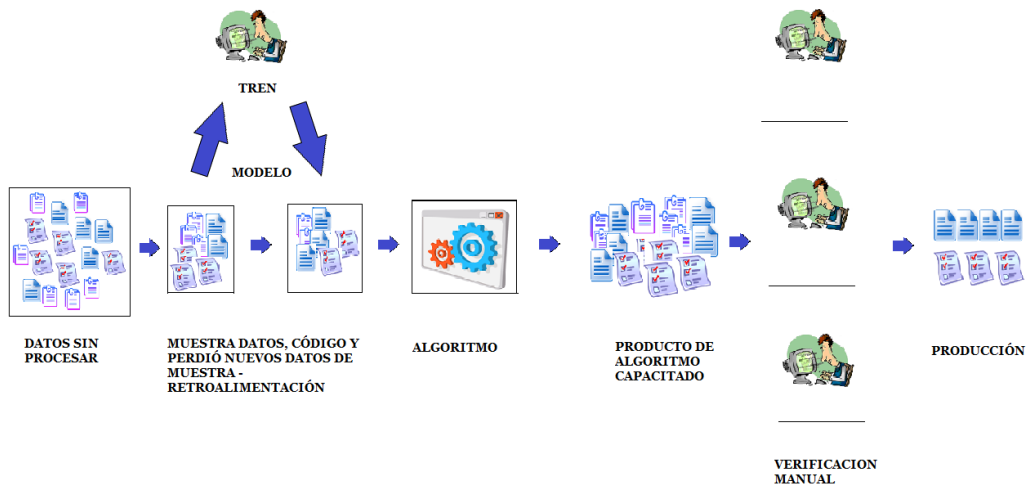 TREN
MODELO
DATOS SIN
PROCESAR
MUESTRA DATOS, CÓDIGO Y
PERDIÓ NUEVOS DATOS DE
MUESTRA -
RETROALIMENTACIÓN
ALGORITMO
PRODUCTO DE
ALGORITMO
CAPACITADO
VERIFICACION
MANUAL
PRODUCCIÓN